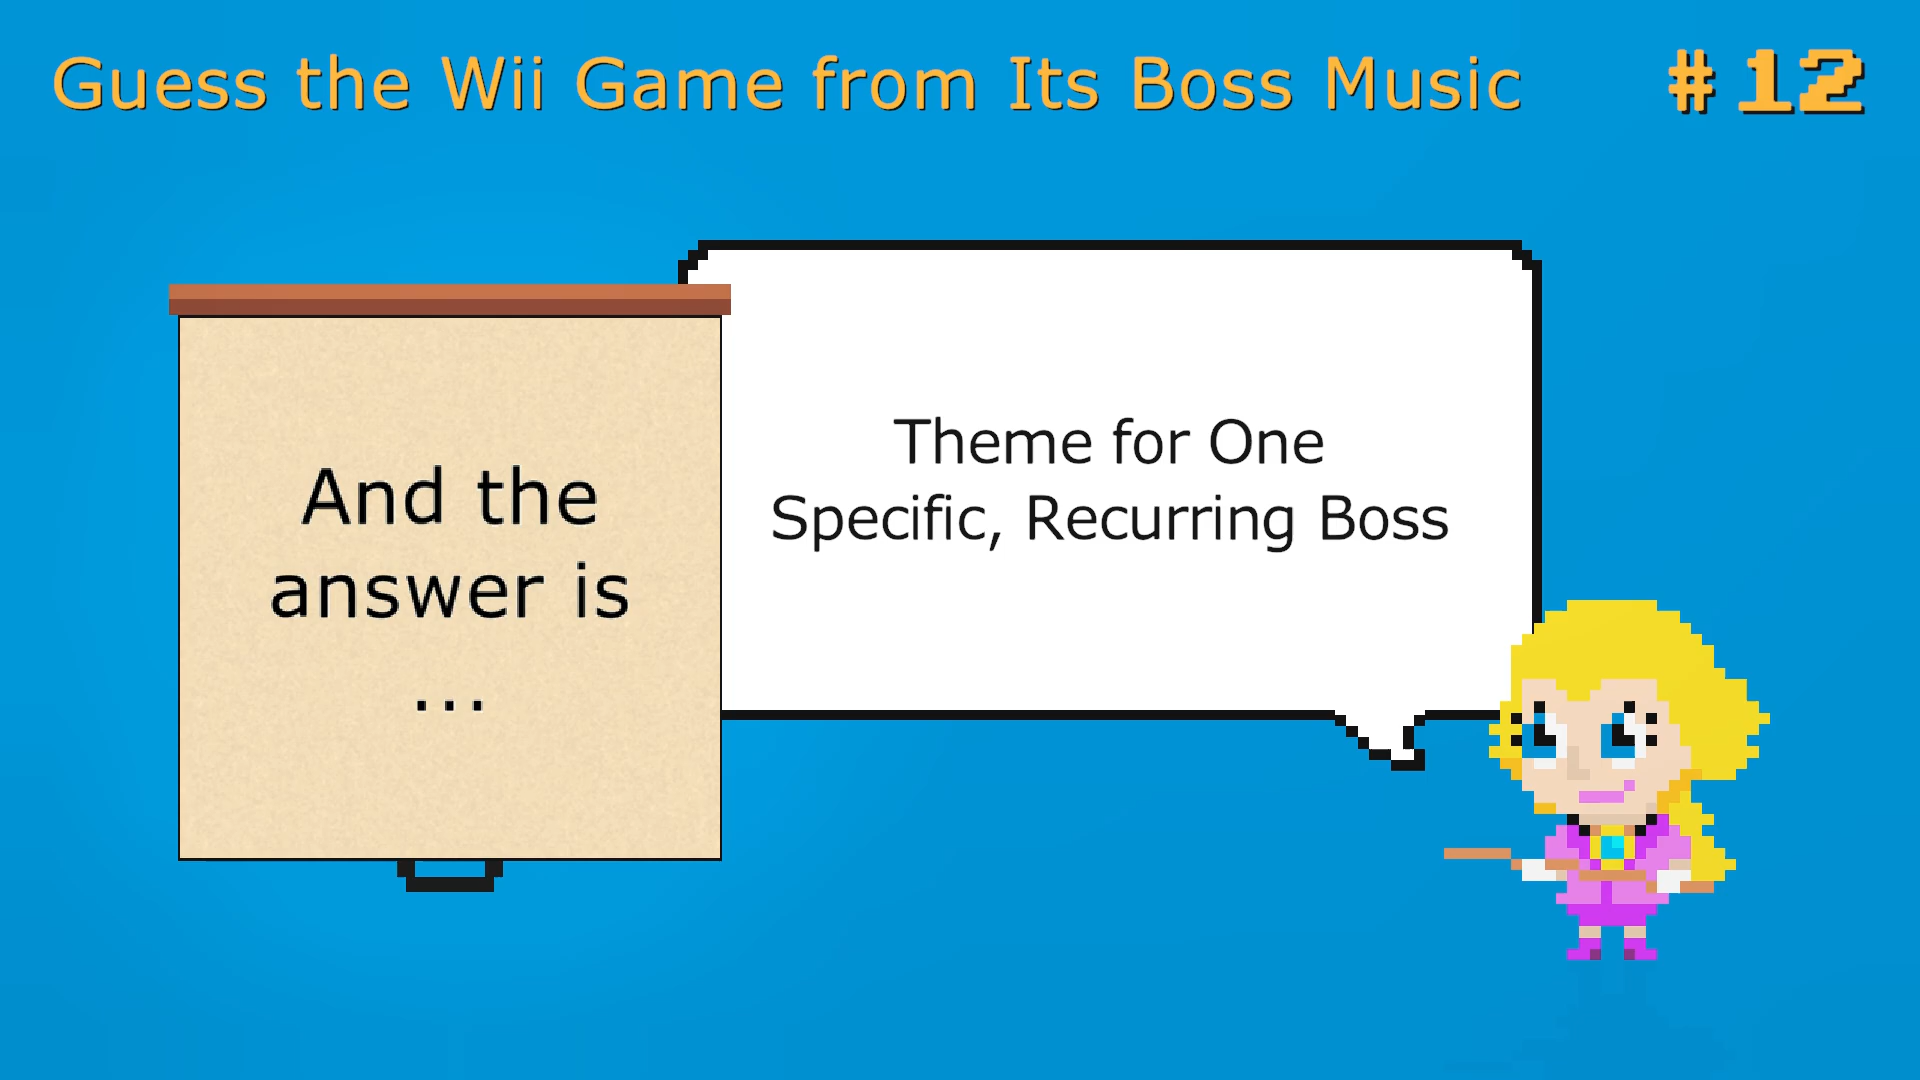 Guess the Wii Game from Its Boss Music
# 12
And the
answer is
...
Theme for One
Specific, Recurring Boss